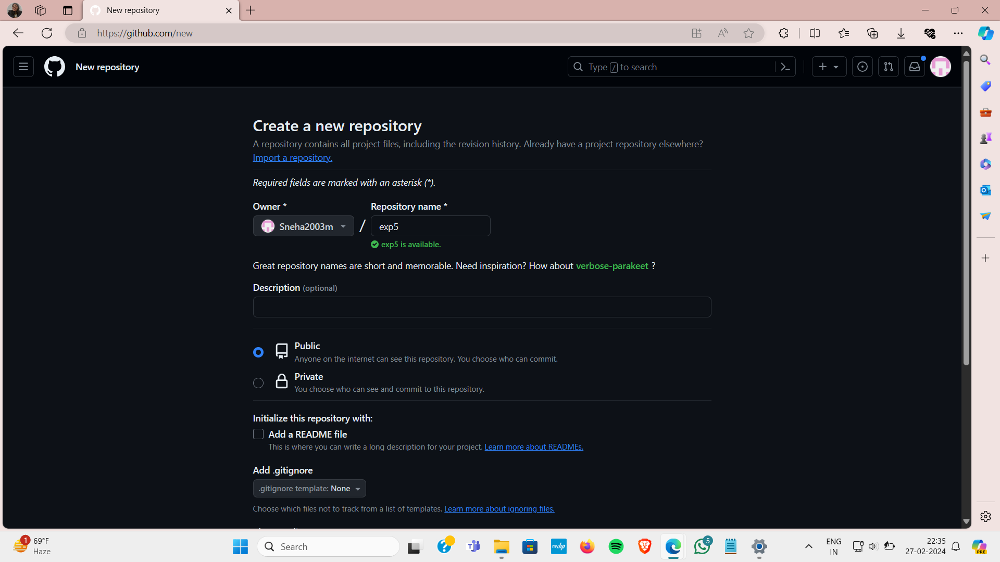 New repository
https://github.com/new
New repository
Type / to search
Create a new repository
A repository contains all project files, including the revision history. Already have a project repository elsewhere?
Import a repository.
Required fields are marked with an asterisk (*).
Owner *
Repository name *
Sneha2003m
/
exp5
exp5 is available.
Great repository names are short and memorable. Need inspiration? How about verbose-parakeet ?
Description (optional)
Public
Anyone on the internet can see this repository. You choose who can commit.
Private
You choose who can see and commit to this repository.
Initialize this repository with:
Add a README file
This is where you can write a long description for your project. Learn more about READMEs.
Add .gitignore
.gitignore template: None
Choose which files not to track from a list of templates. Learn more about ignoring files.
1
69°F
Haze
Search
myhp
5
ENG
IN
22:35
27-02-2024
PRE